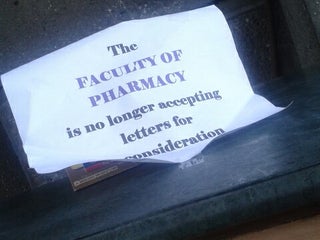 The
FACULTY OF
PHARMACY
is no longer accepting
letters for
consideration